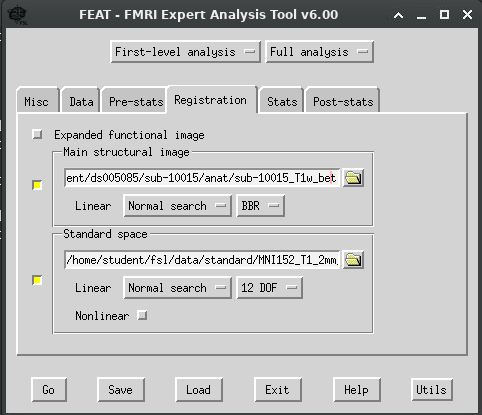 FEAT - FMRI Expert Analysis Tool v6.00
First-level analysis Full analysis
Misc Data Pre-stats Registration Stats Post-stats
Expanded functional image
Main structural image
ent/ds005085/sub-10015/anat/sub-10015_T1w_bet
Linear Normal search BBR
Standard space
/home/student/fsl/data/standard/MNI152_T1_2mm_
Linear Normal search 12 DOF
Nonlinear
Go Save Load Exit Help Utils